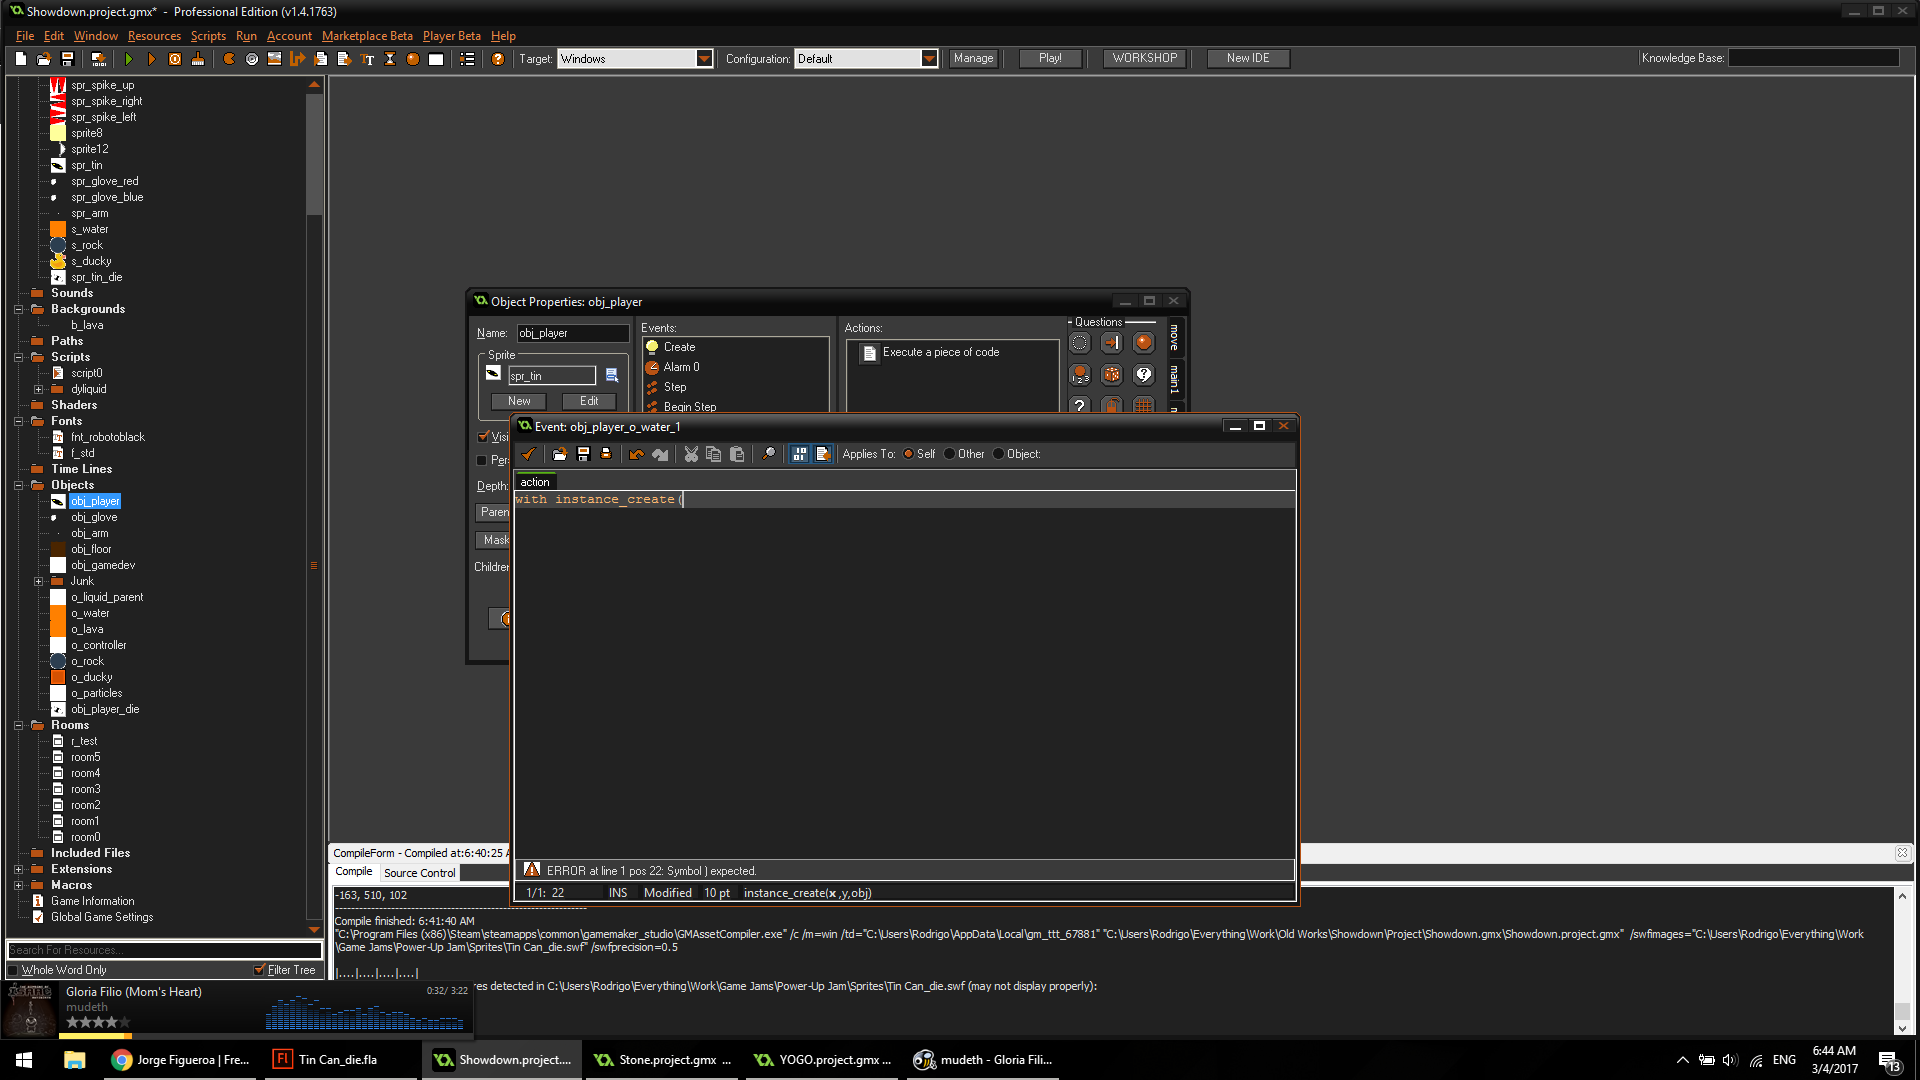 Showdown.project.gmx* - Professional Edition (v1.4.1763)
File Edit Window Resources Scripts Run Account Marketplace Beta Player Beta Help
Target: Windows Configuration: Default Manage Play! WORKSHOP New IDE Knowledge Base:
spr_spike_up
spr_spike_right
spr_spike_left
sprite8
sprite12
spr_tin
spr_glove_red
spr_glove_blue
spr_arm
s_water
s_rock
s_ducky
spr_tin_die
Sounds
Backgrounds
b_lava
Paths
Scripts
script0
dyliquid
Shaders
Fonts
fnt_robotoblack
f_std
Time Lines
Objects
obj_player
obj_glove
obj_arm
obj_floor
obj_gamedev
Junk
o_liquid_parent
o_water
o_lava
o_controller
o_rock
o_ducky
o_particles
obj_player_die
Rooms
r_test
room5
room4
room3
room2
room1
room0
Included Files
Extensions
Macros
Game Information
Global Game Settings
Search For Resources...
Whole Word Only Filter Tree
Object Properties: obj_player
Name: obj_player
Sprite
spr_tin
New Edit
Visi
Per
Depth:
Paren
Mask
Children
Events:
Create
Alarm 0
Step
Begin Step
Actions:
Execute a piece of code
Questions
move
main1
Event: obj_player_o_water_1
Applies To: Self Other Object:
action
with instance_create(
ERROR at line 1 pos 22: Symbol ) expected.
1/1: 22 INS Modified 10 pt instance_create(x,y,obj)
CompileForm - Compiled at:6:40:25 A
Compile Source Control
-163, 510, 102
Compile finished: 6:41:40 AM
"C:\Program Files (x86)\Steam\steamapps\common\gamemaker_studio\GMAssetCompiler.exe" /c /m=win /td="C:\Users\Rodrigo\AppData\Local\gm_ttt_67881" "C:\Users\Rodrigo\Everything\Work\Old Works\Showdown\Project\Showdown.gmx\Showdown.project.gmx" /swfimages="C:\Users\Rodrigo\Everything\Work
\Game Jams\Power-Up Jam\Sprites\Tin Can_die.swf" /swfprecision=0.5
|....|....|....|....|
res detected in C:\Users\Rodrigo\Everything\Work\Game Jams\Power-Up Jam\Sprites\Tin Can_die.swf (may not display properly):
Gloria Filio (Mom's Heart) 0:32/ 3:22
mudeth
Jorge Figueroa | Fre... Tin Can_die.fla Showdown.project.... Stone.project.gmx ... YOGO.project.gmx ... mudeth - Gloria Fili...
ENG
6:44 AM
3/4/2017
13